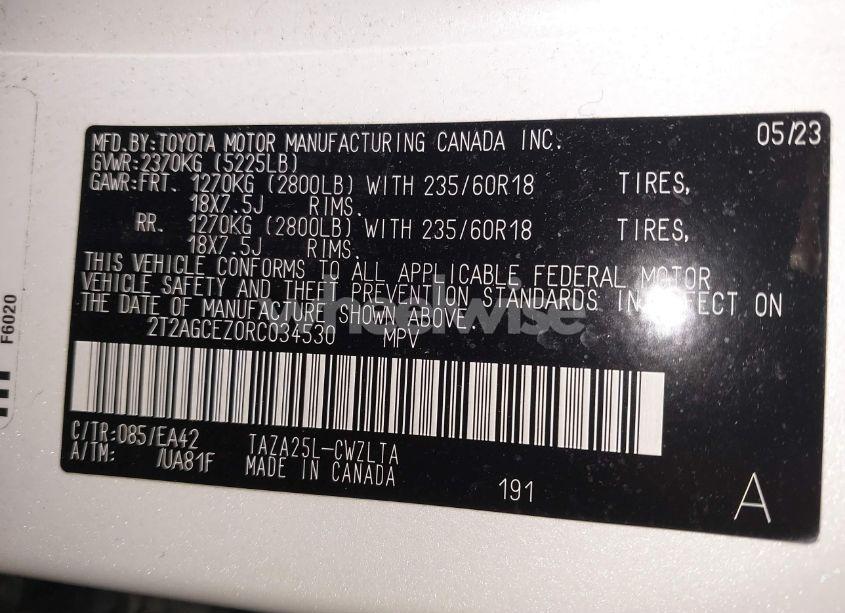 MFD.BY:TOYOTA MOTOR MANUFACTURING CANADA INC. 05/23
GVWR:2370KG (5225LB)
GAWR:FRT. 1270KG (2800LB) WITH 235/60R18 TIRES,
18X7.5J RIMS.
RR. 1270KG (2800LB) WITH 235/60R18 TIRES,
18X7.5J RIMS.
THIS VEHICLE CONFORMS TO ALL APPLICABLE FEDERAL MOTOR
VEHICLE SAFETY AND THEFT PREVENTION STANDARDS IN EFFECT ON
THE DATE OF MANUFACTURE SHOWN ABOVE.
2T2AGCEZ0RC034530 MPV
C/TR:085/EA42 TAZA25L-CWZLTA
A/TM: /UA81F MADE IN CANADA
191 A
F6020